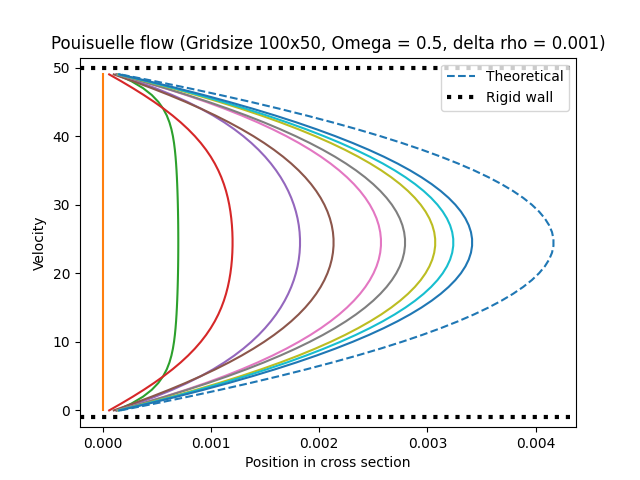 Pouisuelle flow (Gridsize 100x50, Omega = 0.5, delta rho = 0.001)
Theoretical
Rigid wall
50
40
30
20
10
0
Velocity
0.000 0.001 0.002 0.003 0.004
Position in cross section